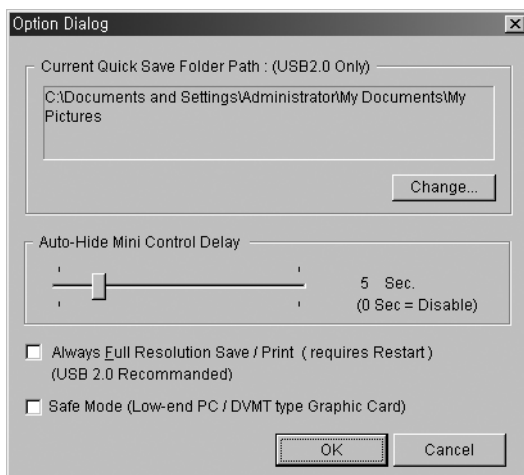 Option Dialog
Current Quick Save Folder Path : (USB2.0 Only)
C:\Documents and Settings\Administrator\My Documents\My
Pictures
Change...
Auto-Hide Mini Control Delay
5 Sec.
(0 Sec = Disable)
Always Full Resolution Save / Print ( requires Restart )
(USB 2.0 Recommanded)
Safe Mode (Low-end PC / DVMT type Graphic Card)
OK Cancel